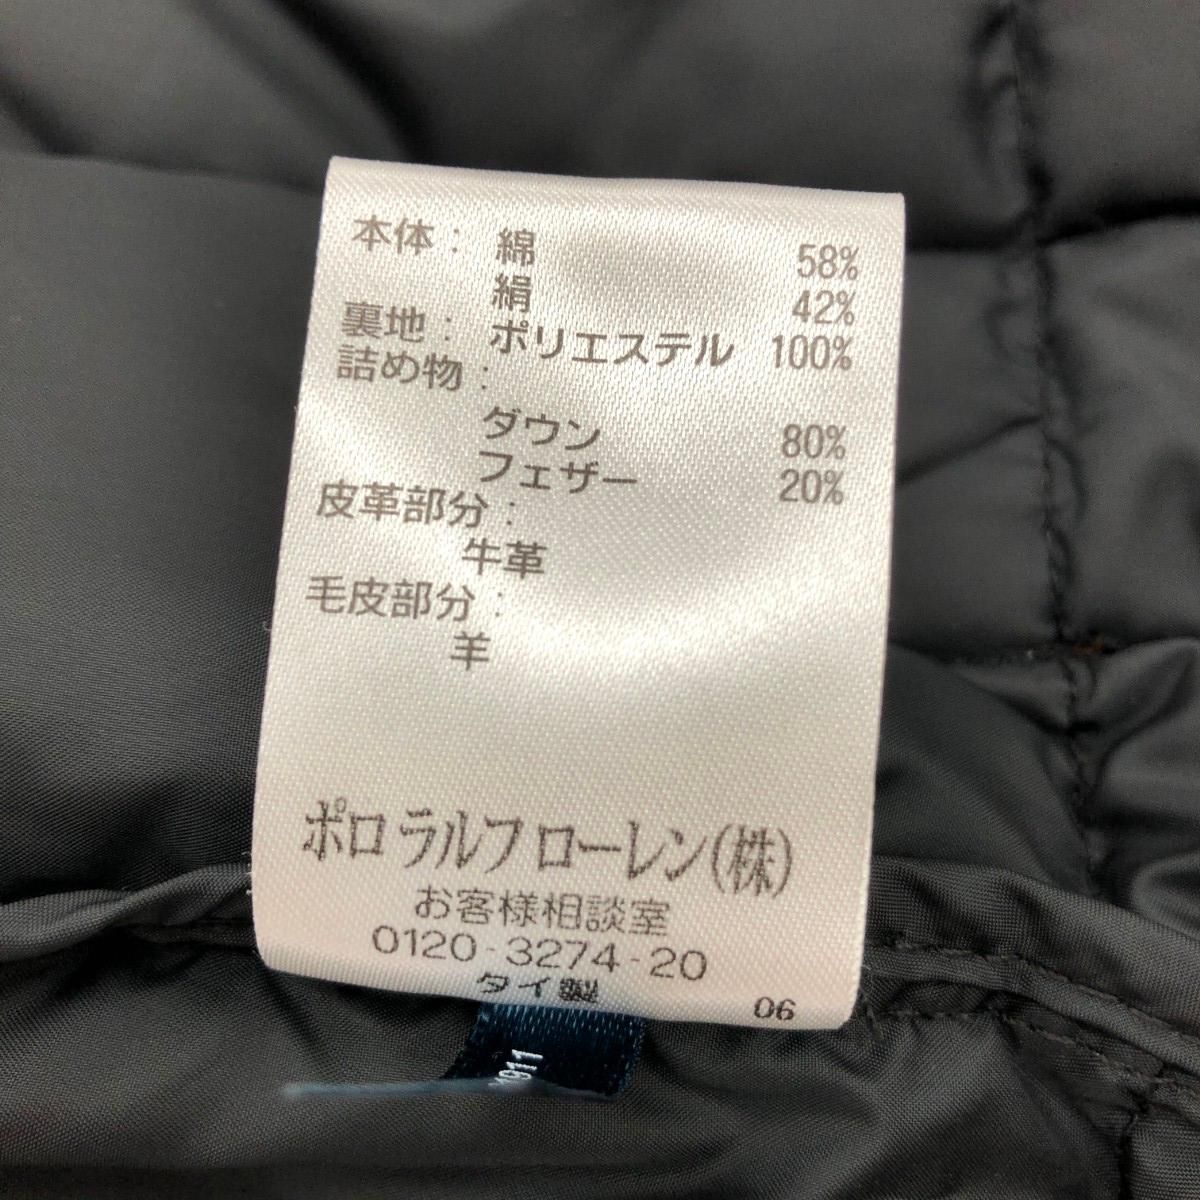 本体： 綿 58%
絹 42%
裏地： ポリエステル 100%
詰め物：
ダウン 80%
フェザー 20%
皮革部分：
牛革
毛皮部分：
羊
ポロ ラルフ ローレン(株)
お客様相談室
0120-3274-20
タイ製
06